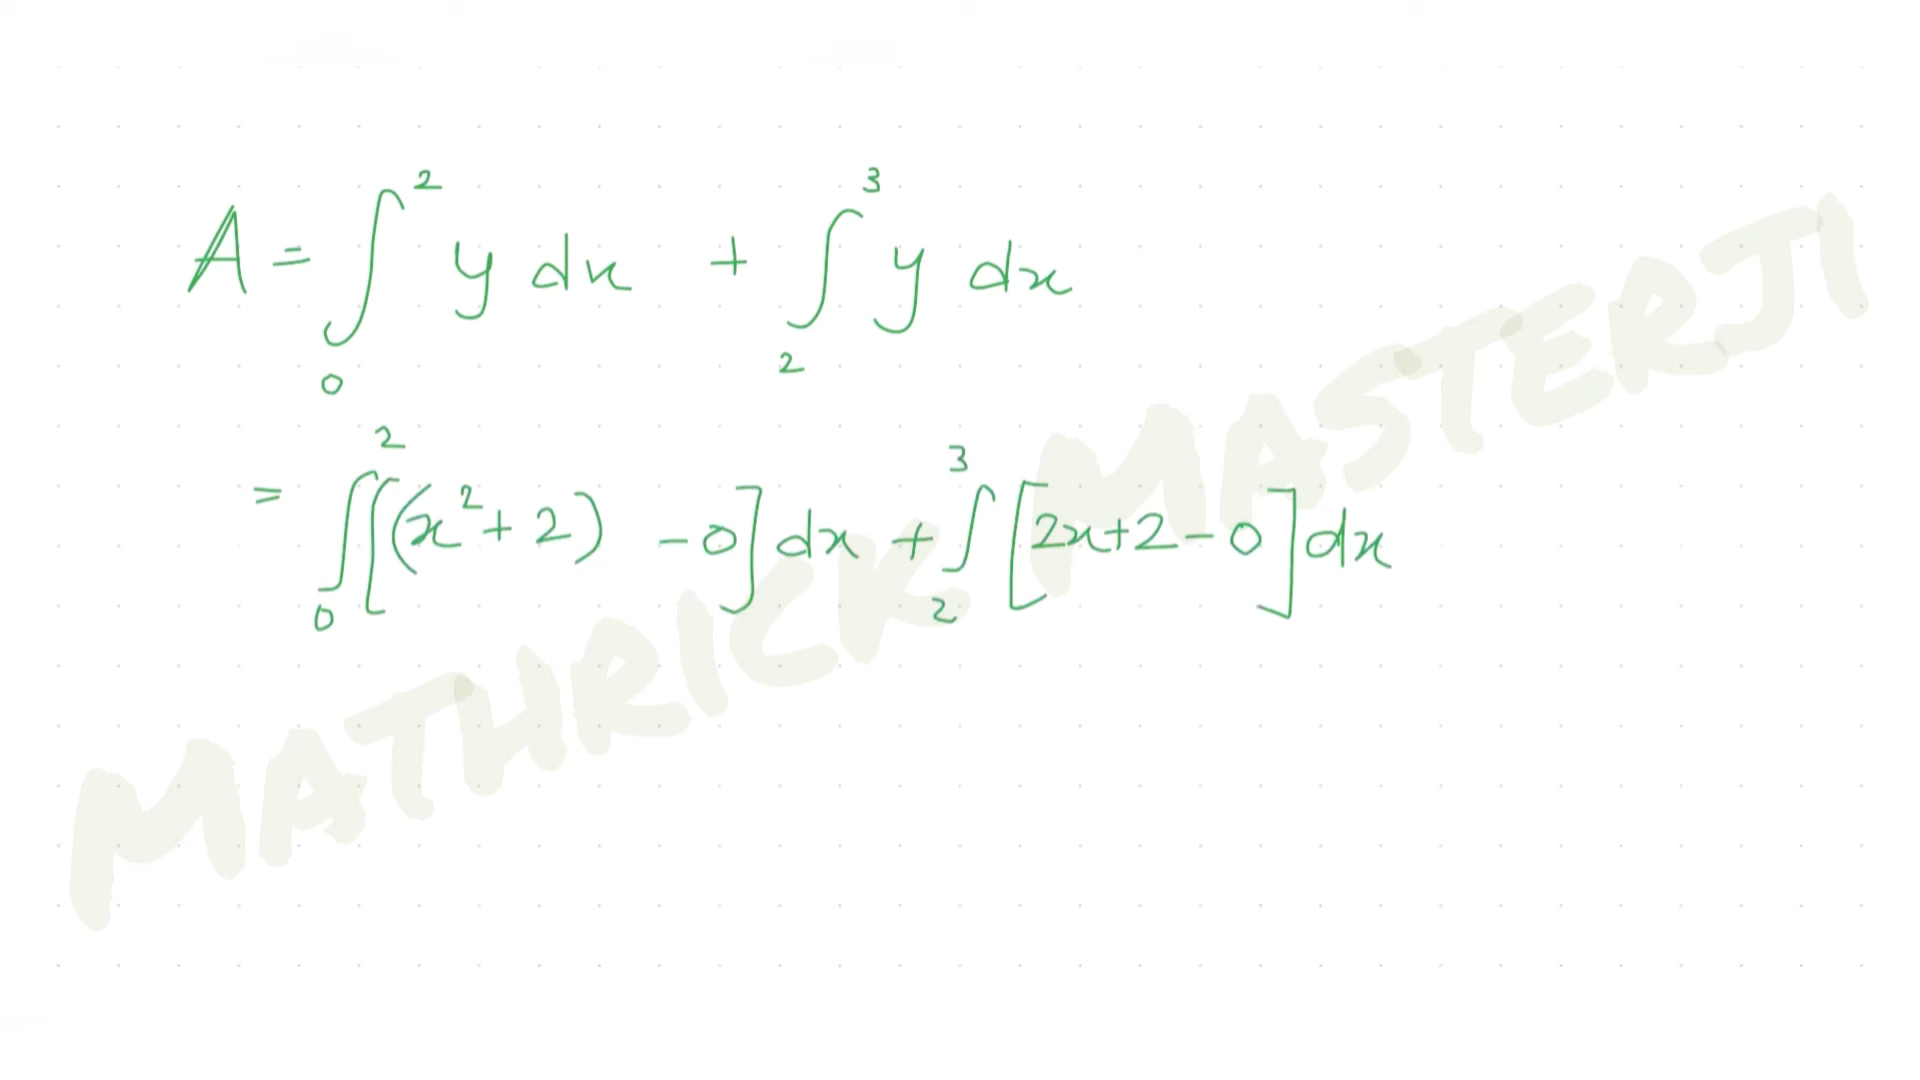 A = ∫₀² y dx + ∫₂³ y dx
= ∫₀² [(x² + 2) - 0] dx + ∫₂³ [2x + 2 - 0] dx
MATHRICK MASTERJI